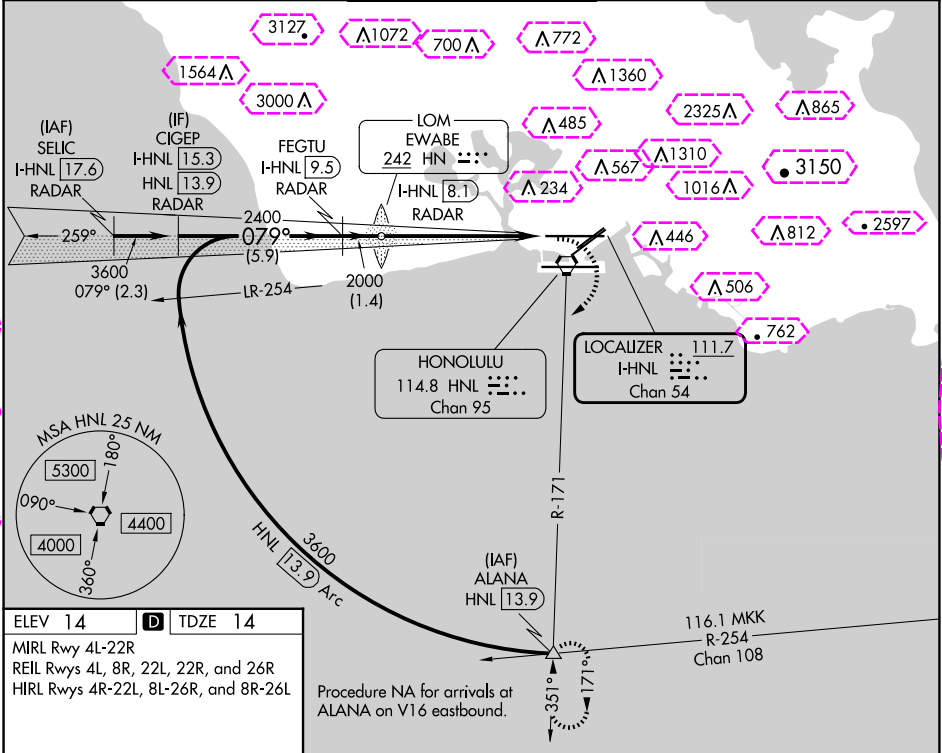 3127
1072
700
772
1564
3000
1360
485
2325
865
567
1310
1016
3150
234
446
812
2597
506
762
(IAF)
SELIC
I-HNL 17.6
RADAR
(IF)
CIGEP
I-HNL 15.3
HNL 13.9
RADAR
FEGTU
I-HNL 9.5
RADAR
LOM
EWABE
242 HN
I-HNL 8.1
RADAR
259°
2400
079°
(5.9)
3600
079° (2.3)
LR-254
2000
(1.4)
HONOLULU
114.8 HNL
Chan 95
LOCALIZER 111.7
I-HNL
Chan 54
MSA HNL 25 NM
5300
180°
090°
4400
4000
360°
R-171
3600
HNL 13.9 Arc
(IAF)
ALANA
HNL 13.9
116.1 MKK
R-254
Chan 108
351°
171°
Procedure NA for arrivals at
ALANA on V16 eastbound.
ELEV 14 D TDZE 14
MIRL Rwy 4L-22R
REIL Rwys 4L, 8R, 22L, 22R, and 26R
HIRL Rwys 4R-22L, 8L-26R, and 8R-26L